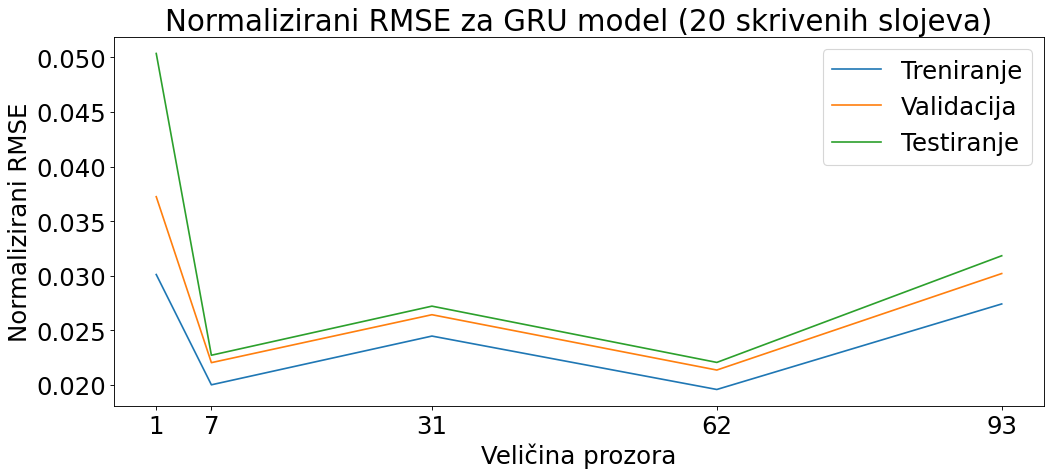 Normalizirani RMSE za GRU model (20 skrivenih slojeva)
Normalizirani RMSE
0.050
0.045
0.040
0.035
0.030
0.025
0.020
Treniranje
Validacija
Testiranje
1 7 31 62 93
Veličina prozora